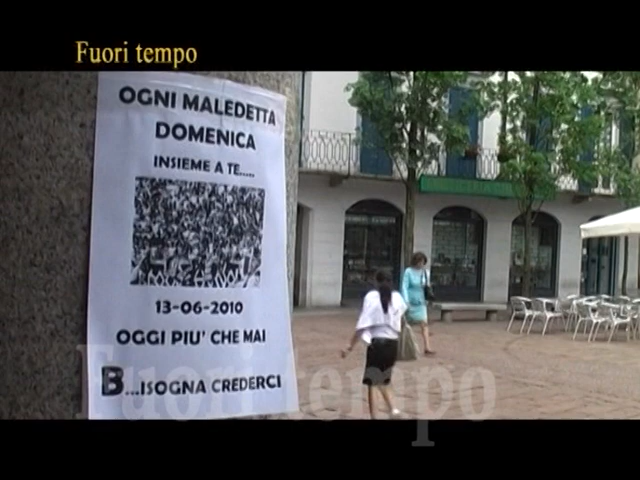 Fuori tempo
OGNI MALEDETTA
DOMENICA
INSIEME A TE....
13-06-2010
OGGI PIU' CHE MAI
B...ISOGNA CREDERCI
Fuori tempo